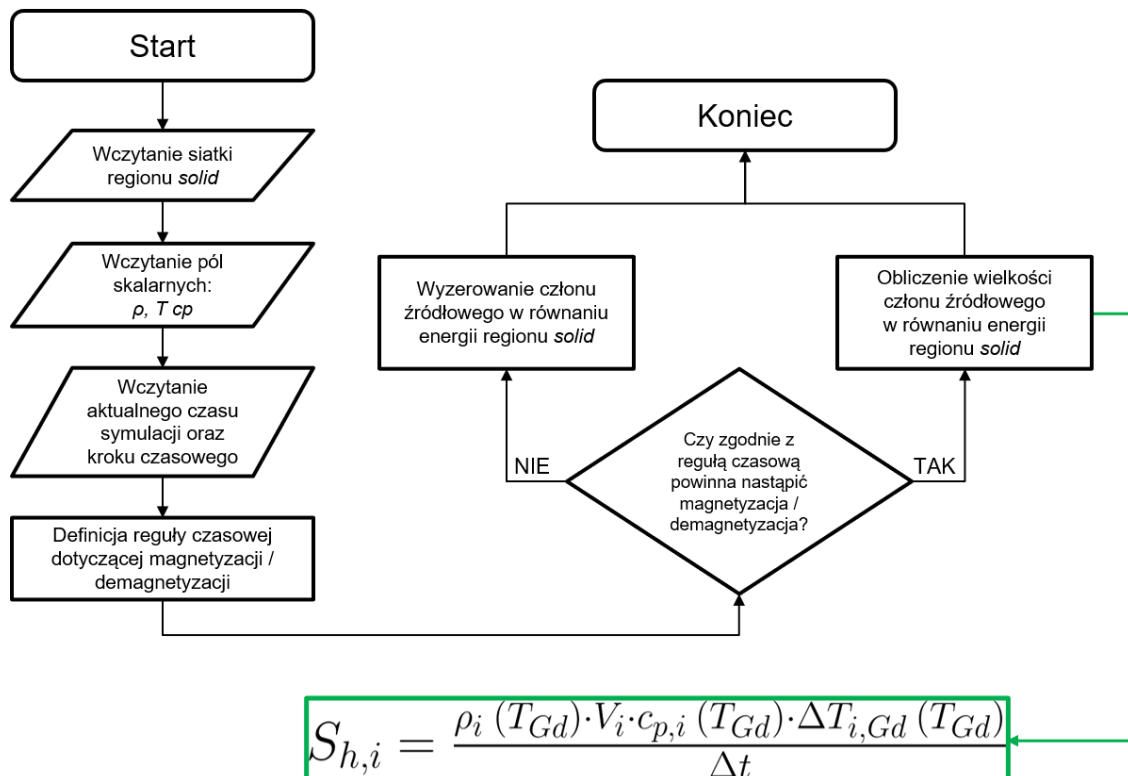 Start
Wczytanie siatki
regionu solid
Wczytanie pól
skalarnych:
ρ, T cp
Wczytanie
aktualnego czasu
symulacji oraz
kroku czasowego
Definicja reguły czasowej
dotyczącej magnetyzacji /
demagnetyzacji
Czy zgodnie z
regułą czasową
powinna nastąpić
magnetyzacja /
demagnetyzacja?
NIE
TAK
Wyzerowanie członu
źródłowego w równaniu
energii regionu solid
Obliczenie wielkości
członu źródłowego
w równaniu energii
regionu solid
Koniec
S_{h,i} = \frac{ρ_i (T_{Gd})·V_i·c_{p,i} (T_{Gd})·ΔT_{i,Gd} (T_{Gd})}{Δt}